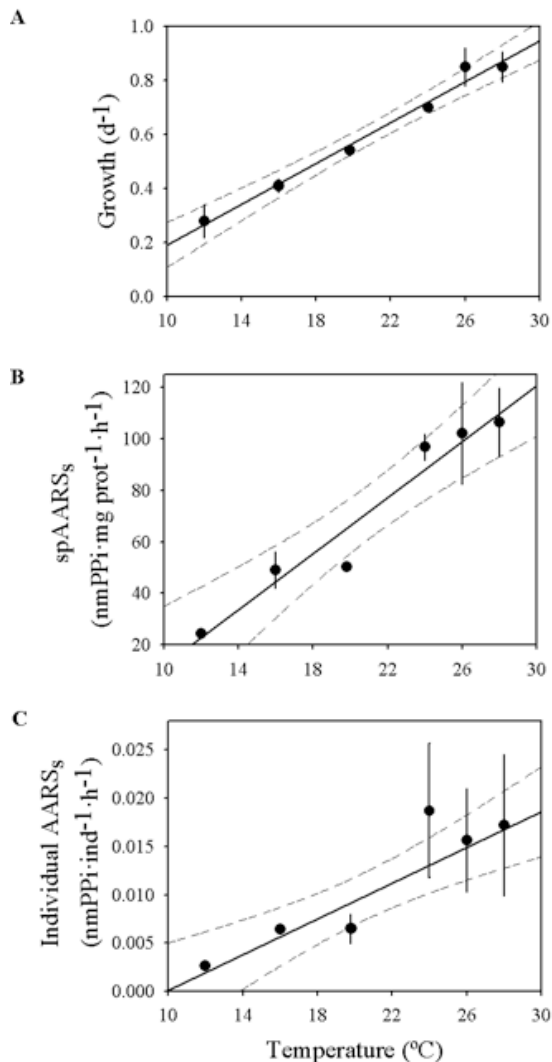 A
Growth (d-1)
1.0
0.8
0.6
0.4
0.2
0.0
10 14 18 22 26 30
B
spAARSs
(nmPPi·mg prot-1·h-1)
120
100
80
60
40
20
10 14 18 22 26 30
C
Individual AARSs
(nmPPi·ind-1·h-1)
0.025
0.020
0.015
0.010
0.005
0.000
10 14 18 22 26 30
Temperature (ºC)